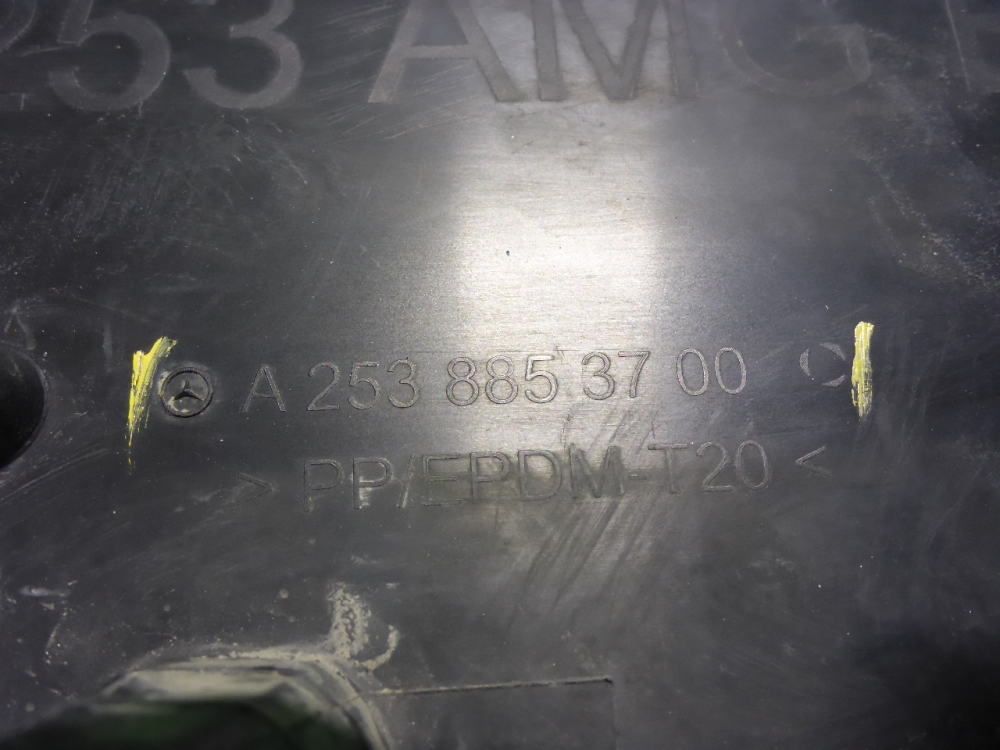 253 AMG
A 253 885 37 00
> PP/EPDM-T20 <